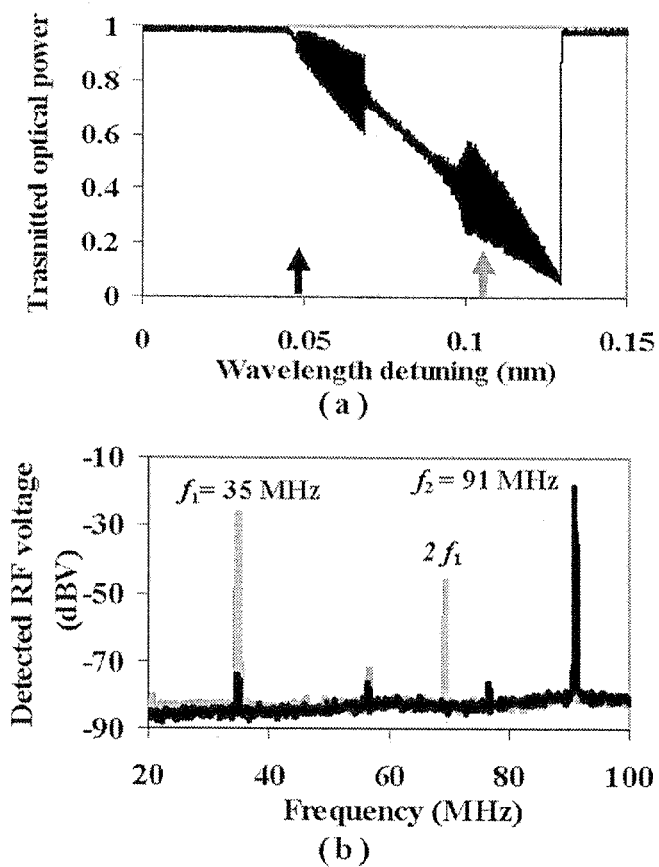 Trasmitted optical power
1
0.8
0.6
0.4
0.2
0
0 0.05 0.1 0.15
Wavelength detuning (nm)
(a)
Detected RF voltage
(dBV)
-10
-30
-50
-70
-90
f₁= 35 MHz
f₂ = 91 MHz
2 f₁
20 40 60 80 100
Frequency (MHz)
(b)